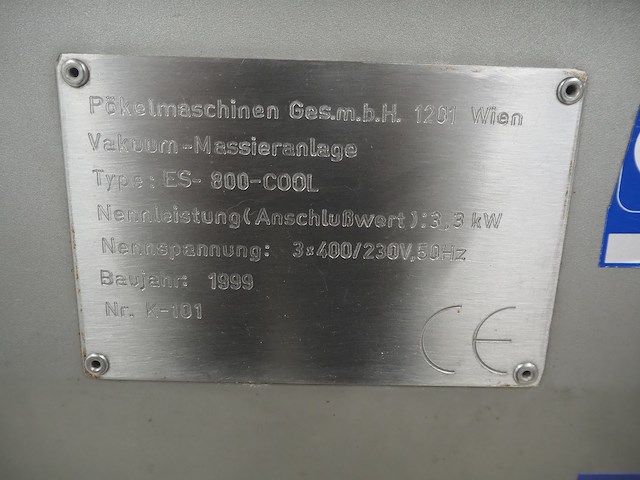 Pökelmaschinen Ges.m.b.H. 1201 Wien
Vakuum-Massieranlage
Type: ES- 800-COOL
Nennleistung(Anschlußwert):3,3 kW
Nennspannung: 3x400/230V,50Hz
Baujahr: 1999
Nr. K-101
CE